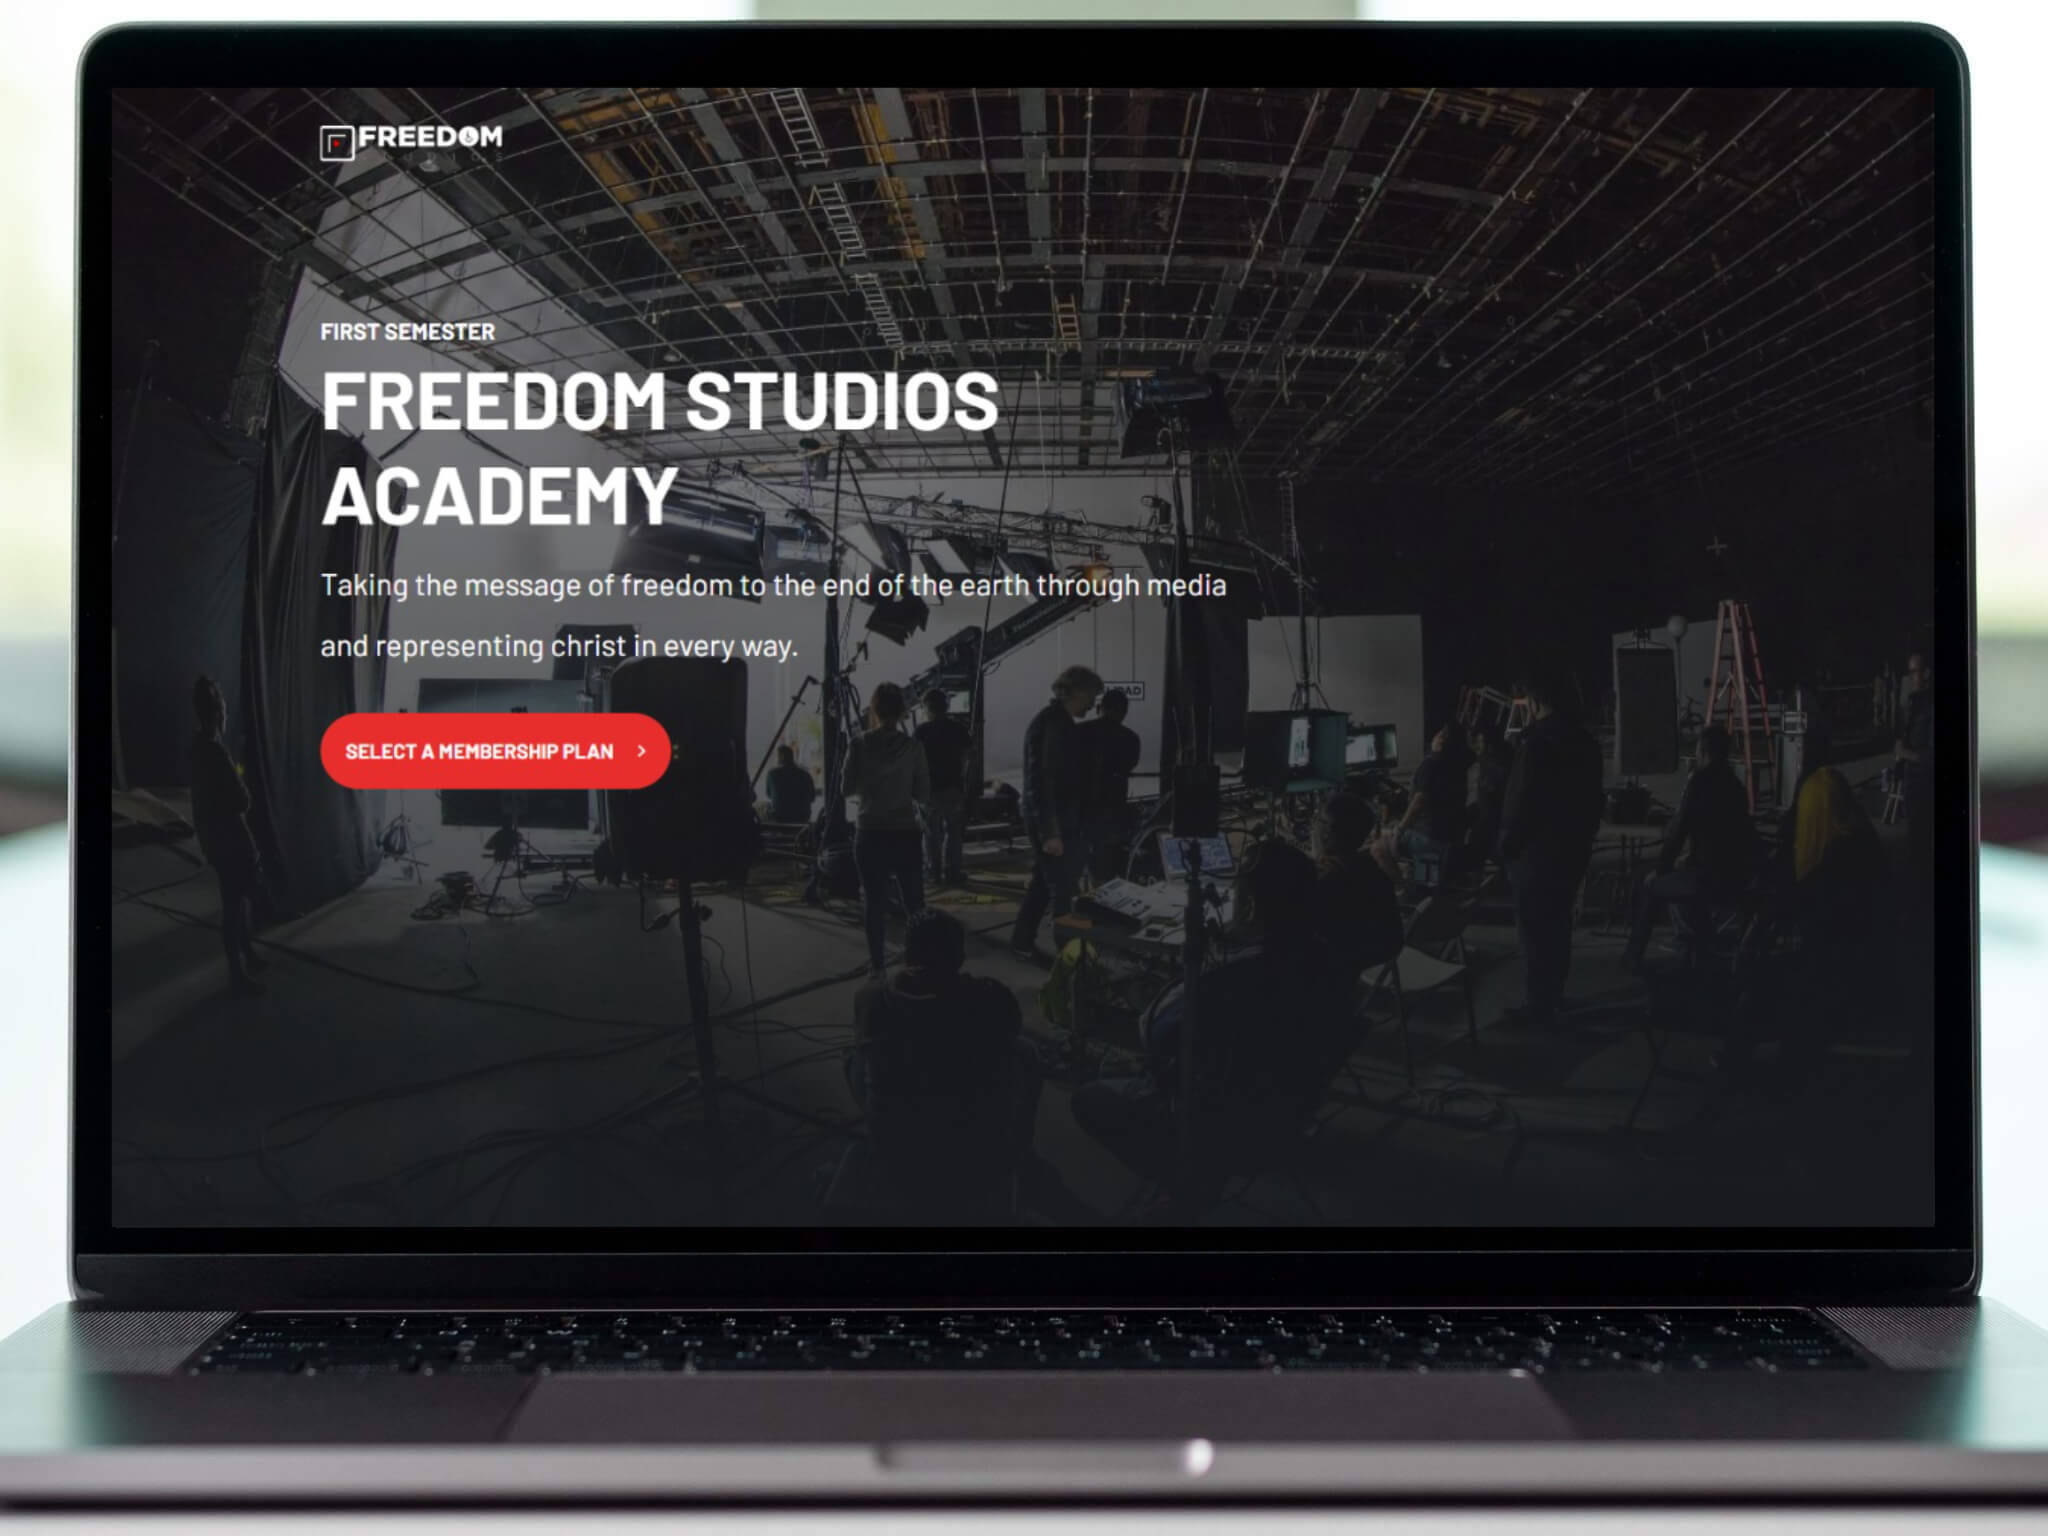 FREEDOM
FIRST SEMESTER
FREEDOM STUDIOS
ACADEMY
Taking the message of freedom to the end of the earth through media
and representing christ in every way.
SELECT A MEMBERSHIP PLAN